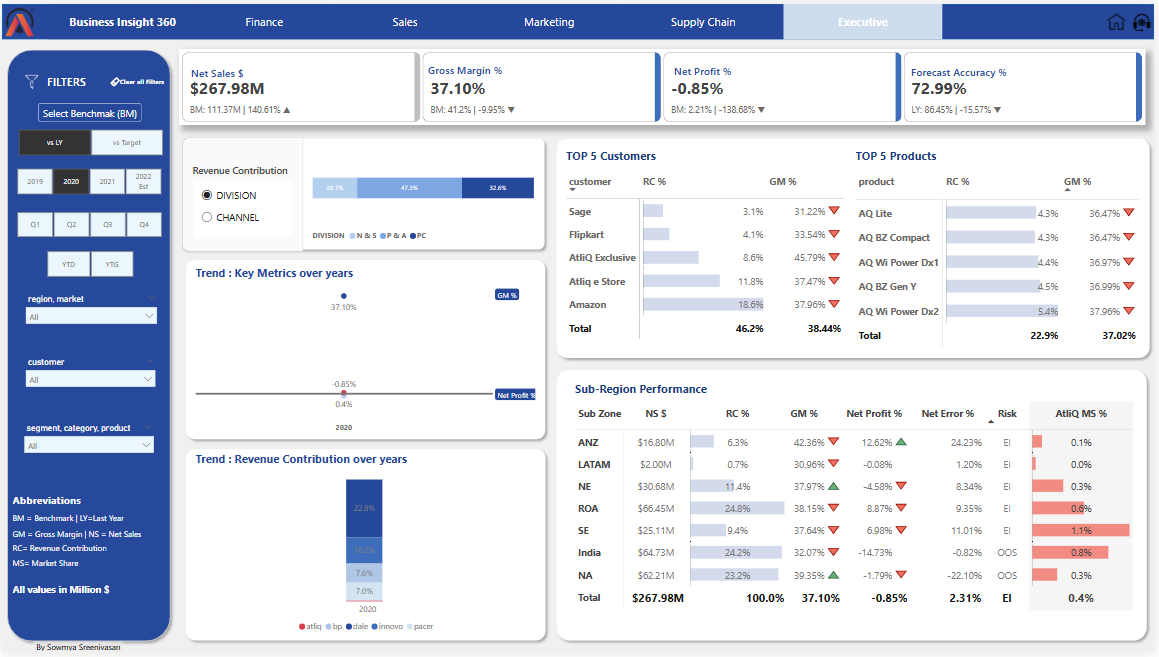 Business Insight 360 Finance Sales Marketing Supply Chain Executive
FILTERS Clear all Filters
Select Benchmak (BM)
vs LY vs Target
2019 2020 2021 2022 Est
Q1 Q2 Q3 Q4
YTD YTG
region, market
All
customer
All
segment, category, product
All
Abbreviations
BM = Benchmark | LY=Last Year
GM = Gross Margin | NS = Net Sales
RC= Revenue Contribution
MS= Market Share
All values in Million $
By Sowmya Sreenivasan
Net Sales $
$267.98M
BM: 111.37M | 140.61% ▲
Gross Margin %
37.10%
BM: 41.2% | -9.95% ▼
Net Profit %
-0.85%
BM: 2.21% | -138.68% ▼
Forecast Accuracy %
72.99%
LY: 86.45% | -15.57% ▼
Revenue Contribution
DIVISION
CHANNEL
20.1% 47.3% 32.6%
DIVISION N & S P & A PC
Trend : Key Metrics over years
GM %
37.10%
-0.85%
Net Profit %
0.4%
2020
Trend : Revenue Contribution over years
22.8%
10.2%
7.6%
7.0%
2020
atliq bp dale innovo pacer
TOP 5 Customers
customer RC % GM %
Sage 3.1% 31.22%
Flipkart 4.1% 33.54%
AtliQ Exclusive 8.6% 45.79%
Atliq e Store 11.8% 37.47%
Amazon 18.6% 37.96%
Total 46.2% 38.44%
TOP 5 Products
product RC % GM %
AQ Lite 4.3% 36.47%
AQ BZ Compact 4.3% 36.47%
AQ Wi Power Dx1 4.4% 36.97%
AQ BZ Gen Y 4.5% 36.99%
AQ Wi Power Dx2 5.4% 37.96%
Total 22.9% 37.02%
Sub-Region Performance
Sub Zone NS $ RC % GM % Net Profit % Net Error % Risk AtliQ MS %
ANZ $16.80M 6.3% 42.36% 12.62% 24.23% EI 0.1%
LATAM $2.00M 0.7% 30.96% -0.08% 1.20% EI 0.0%
NE $30.68M 11.4% 37.97% -4.58% 8.34% EI 0.3%
ROA $66.45M 24.8% 38.15% 8.87% 9.35% EI 0.6%
SE $25.11M 9.4% 37.64% 6.98% 11.01% EI 1.1%
India $64.73M 24.2% 32.07% -14.73% -0.82% OOS 0.8%
NA $62.21M 23.2% 39.35% -1.79% -22.10% OOS 0.3%
Total $267.98M 100.0% 37.10% -0.85% 2.31% EI 0.4%